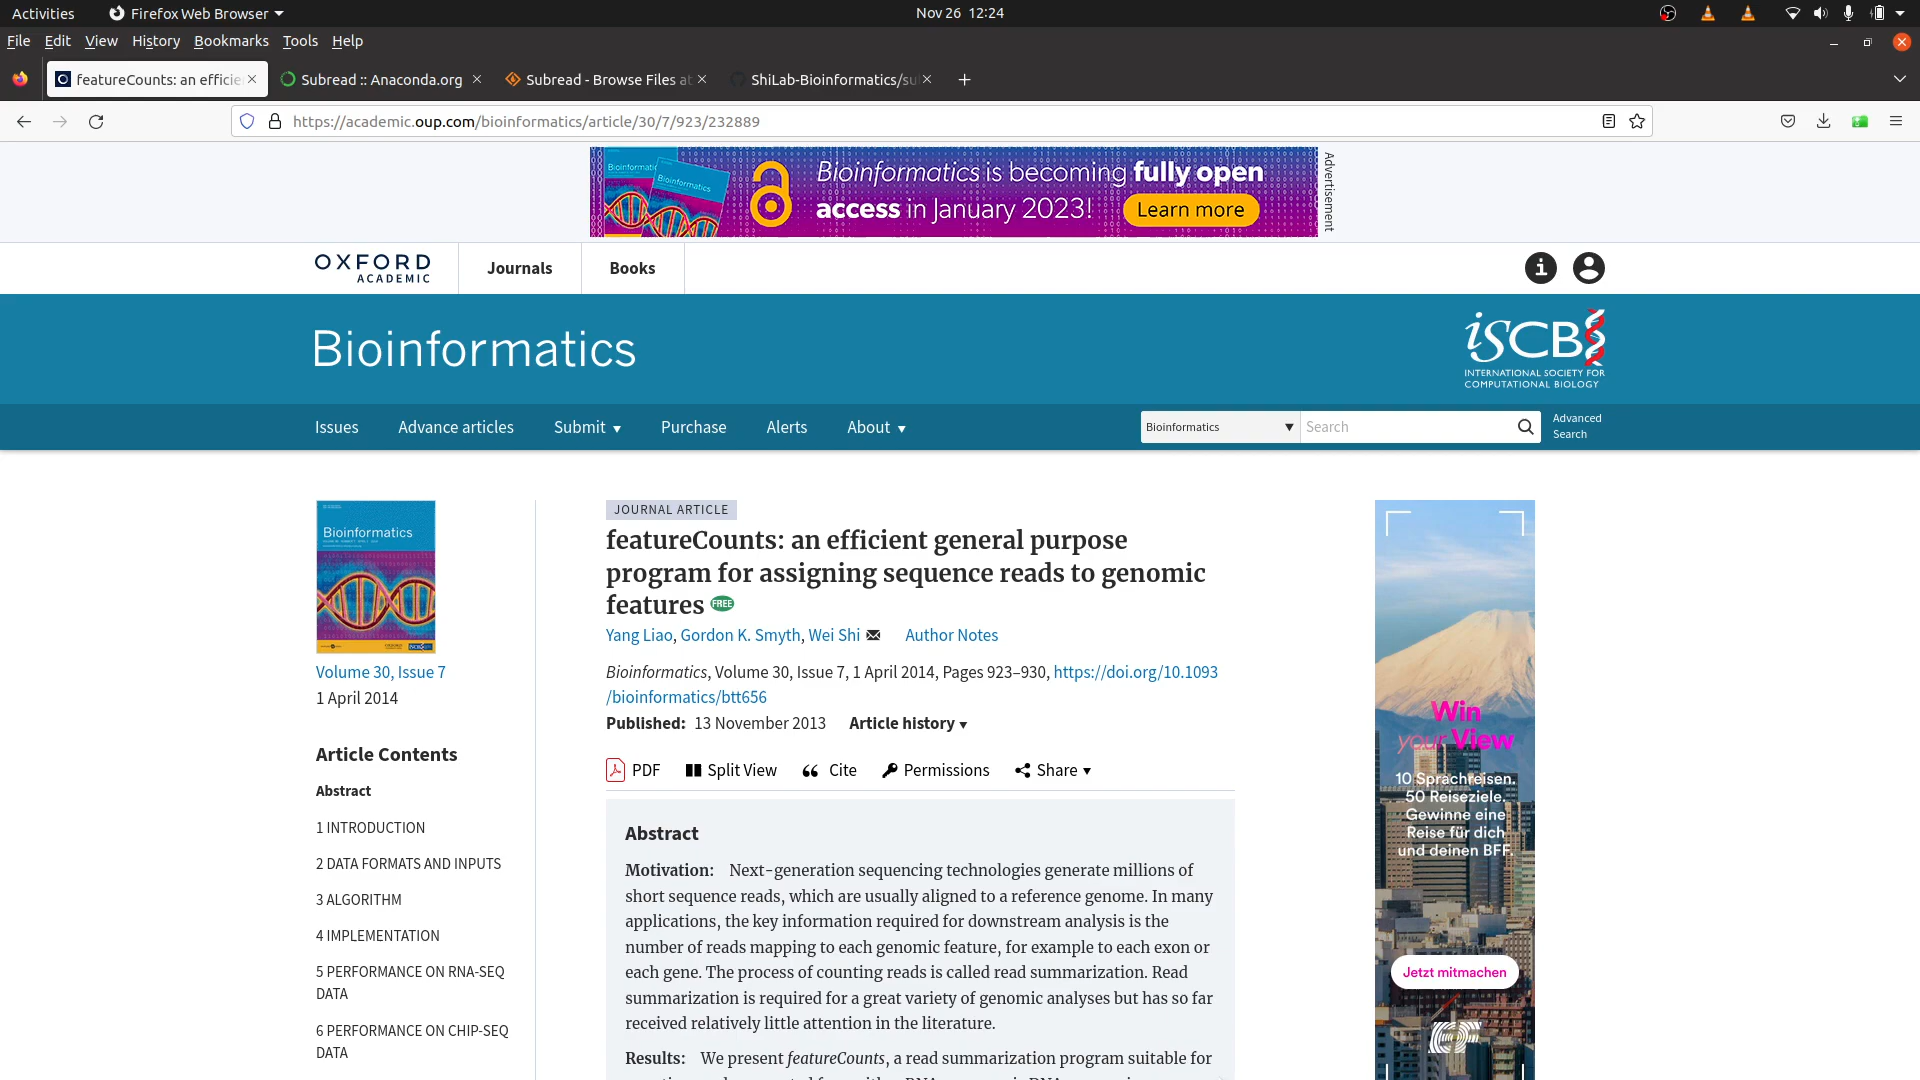 Activities
Firefox Web Browser
Nov 26 12:24
File Edit View History Bookmarks Tools Help
featureCounts: an efficie
Subread :: Anaconda.org
Subread - Browse Files at
ShiLab-Bioinformatics/su
https://academic.oup.com/bioinformatics/article/30/7/923/232889
Bioinformatics
Bioinformatics is becoming fully open
access in January 2023!
Learn more
Advertisement
OXFORD
ACADEMIC
Journals
Books
Bioinformatics
iSCB
INTERNATIONAL SOCIETY FOR
COMPUTATIONAL BIOLOGY
Issues
Advance articles
Submit
Purchase
Alerts
About
Bioinformatics
Search
Advanced
Search
Bioinformatics
Volume 30, Issue 7
1 April 2014
Article Contents
Abstract
1 INTRODUCTION
2 DATA FORMATS AND INPUTS
3 ALGORITHM
4 IMPLEMENTATION
5 PERFORMANCE ON RNA-SEQ
DATA
6 PERFORMANCE ON CHIP-SEQ
DATA
JOURNAL ARTICLE
featureCounts: an efficient general purpose
program for assigning sequence reads to genomic
features FREE
Yang Liao, Gordon K. Smyth, Wei Shi Author Notes
Bioinformatics, Volume 30, Issue 7, 1 April 2014, Pages 923–930, https://doi.org/10.1093
/bioinformatics/btt656
Published: 13 November 2013 Article history
PDF
Split View
Cite
Permissions
Share
Abstract
Motivation: Next-generation sequencing technologies generate millions of
short sequence reads, which are usually aligned to a reference genome. In many
applications, the key information required for downstream analysis is the
number of reads mapping to each genomic feature, for example to each exon or
each gene. The process of counting reads is called read summarization. Read
summarization is required for a great variety of genomic analyses but has so far
received relatively little attention in the literature.
Results: We present featureCounts, a read summarization program suitable for
Win
your View
10 Sprachreisen.
50 Reiseziele.
Gewinne eine
Reise für dich
und deinen BFF.
Jetzt mitmachen
EF